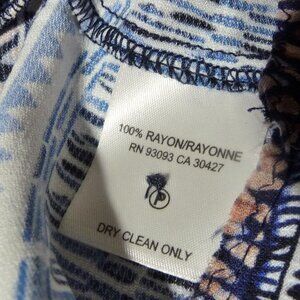 100% RAYON/RAYONNE
RN 93093 CA 30427
P
DRY CLEAN ONLY